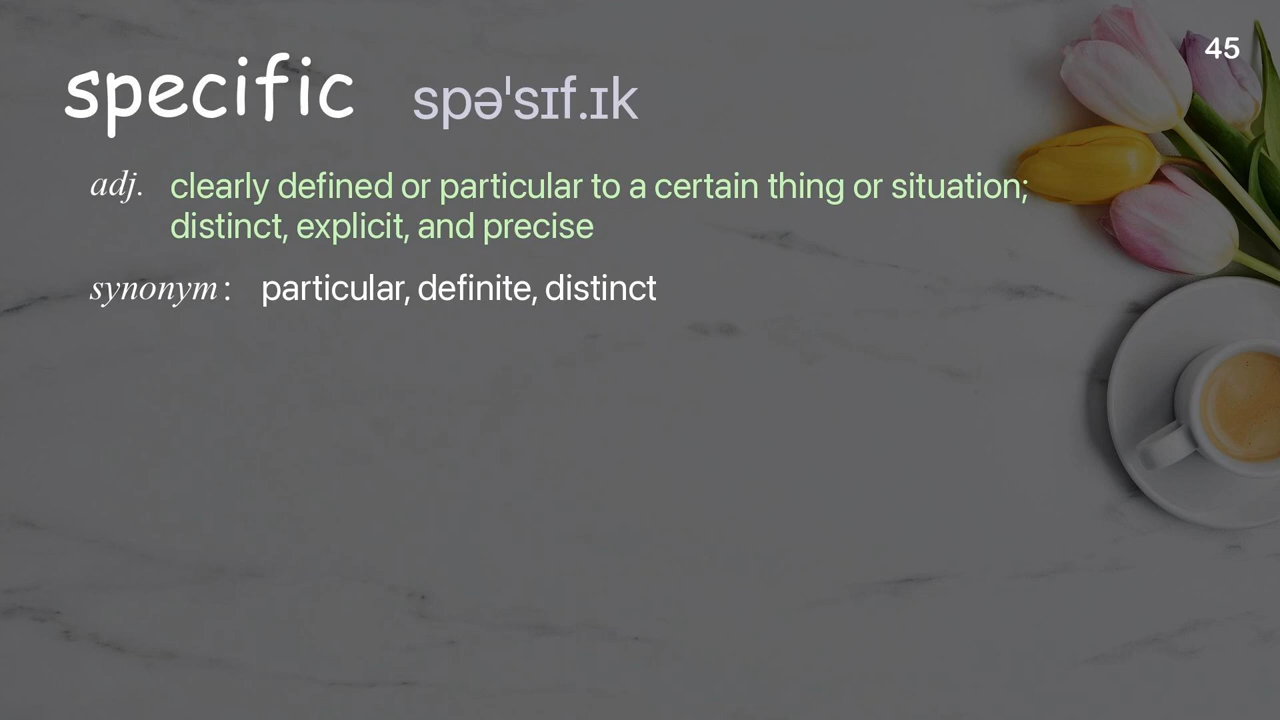 45
specific spəˈsɪf.ɪk
adj. clearly defined or particular to a certain thing or situation;
distinct, explicit, and precise
synonym: particular, definite, distinct